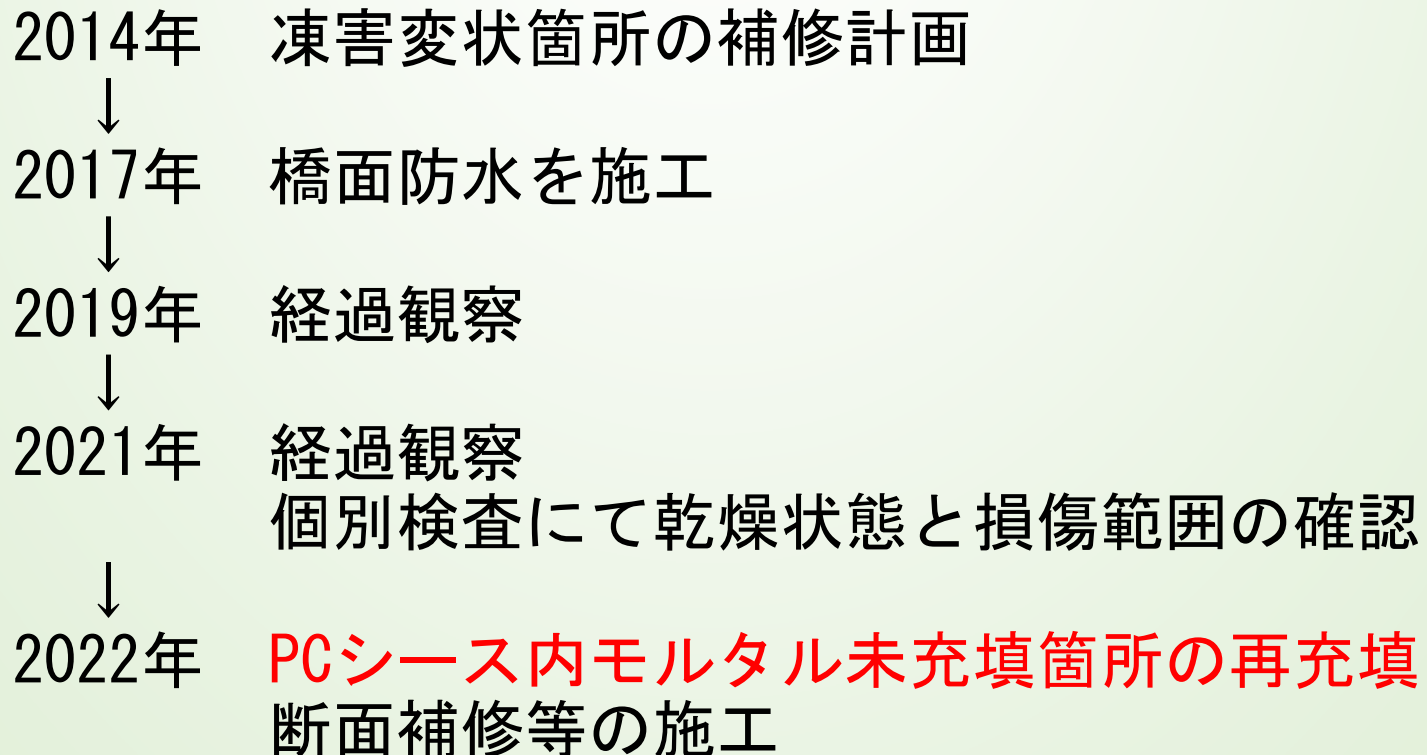 2014年　凍害変状箇所の補修計画
↓
2017年　橋面防水を施工
↓
2019年　経過観察
↓
2021年　経過観察
個別検査にて乾燥状態と損傷範囲の確認
↓
2022年　PCシース内モルタル未充填箇所の再充填
断面補修等の施工